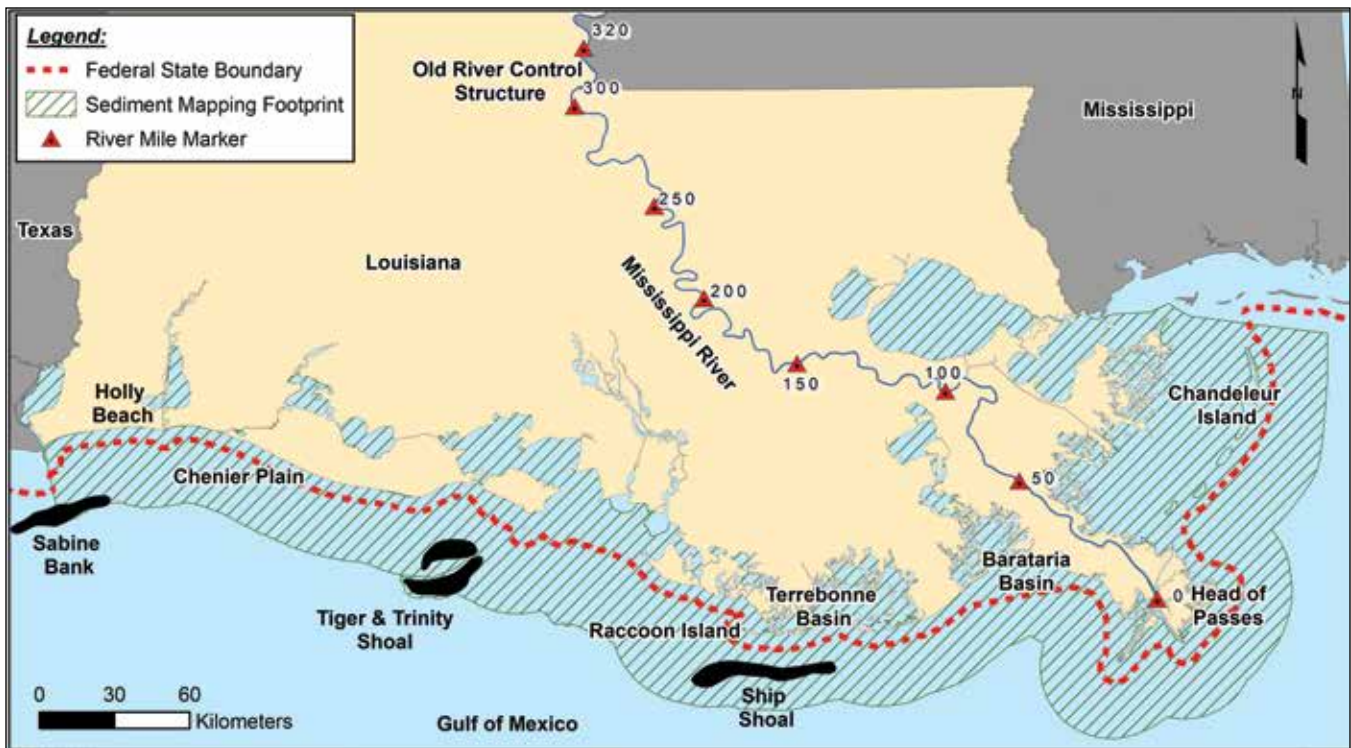 Legend:
Federal State Boundary
Sediment Mapping Footprint
River Mile Marker
320
Old River Control
Structure
300
Mississippi
N
250
Texas
Louisiana
Mississippi River
200
150
100
Holly
Beach
Chandeleur
Island
Chenier Plain
50
Sabine
Bank
Barataria
Basin
Terrebonne
Basin
0
Head of
Passes
Tiger & Trinity
Shoal
Raccoon Island
Ship
Shoal
0 30 60
Kilometers
Gulf of Mexico